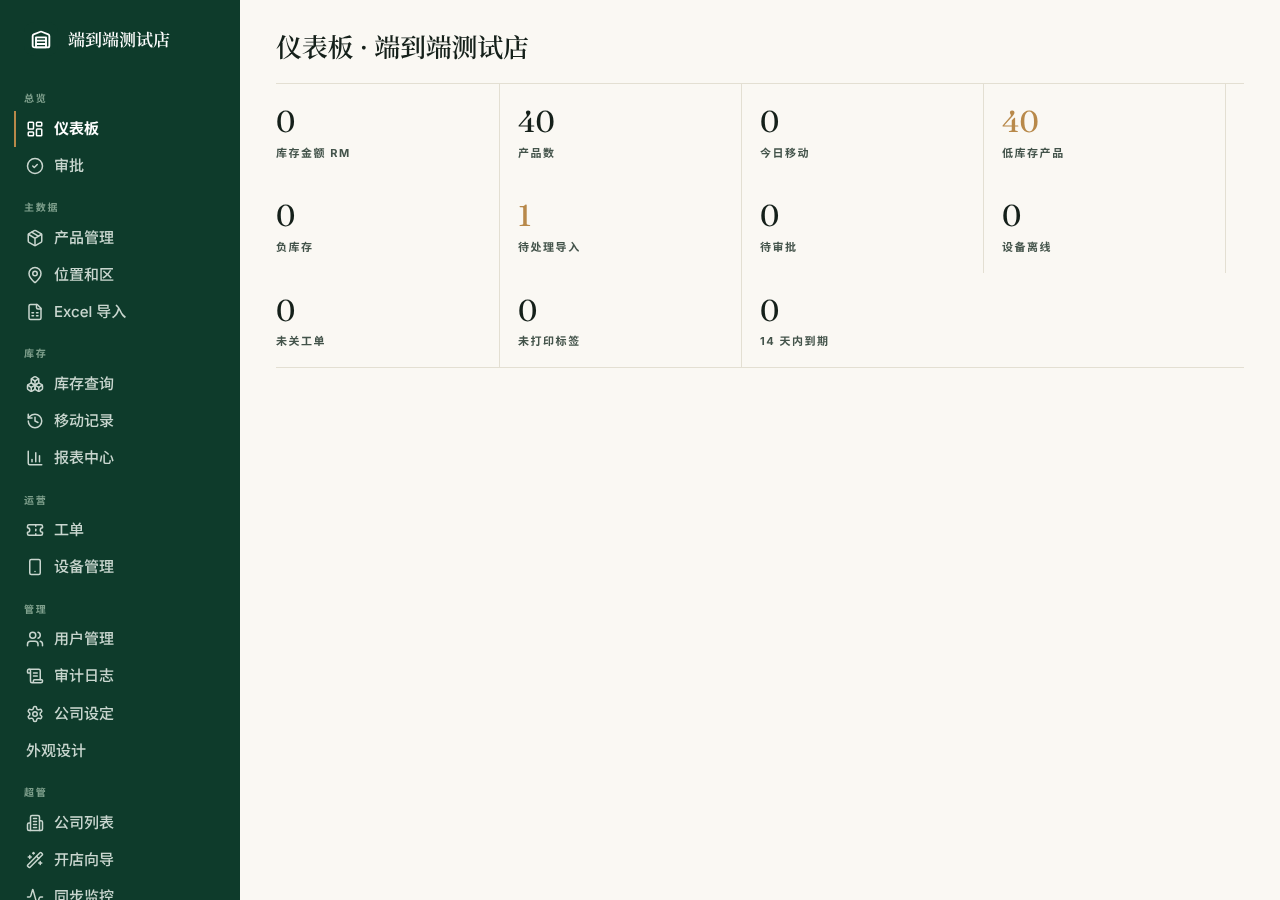 端到端测试店
总览
仪表板
审批
主数据
产品管理
位置和区
Excel 导入
库存
库存查询
移动记录
报表中心
运营
工单
设备管理
管理
用户管理
审计日志
公司设定
外观设计
超管
公司列表
开店向导
同步监控
仪表板 · 端到端测试店
0
库存金额 RM
40
产品数
0
今日移动
40
低库存产品
0
负库存
1
待处理导入
0
待审批
0
设备离线
0
未关工单
0
未打印标签
0
14 天内到期